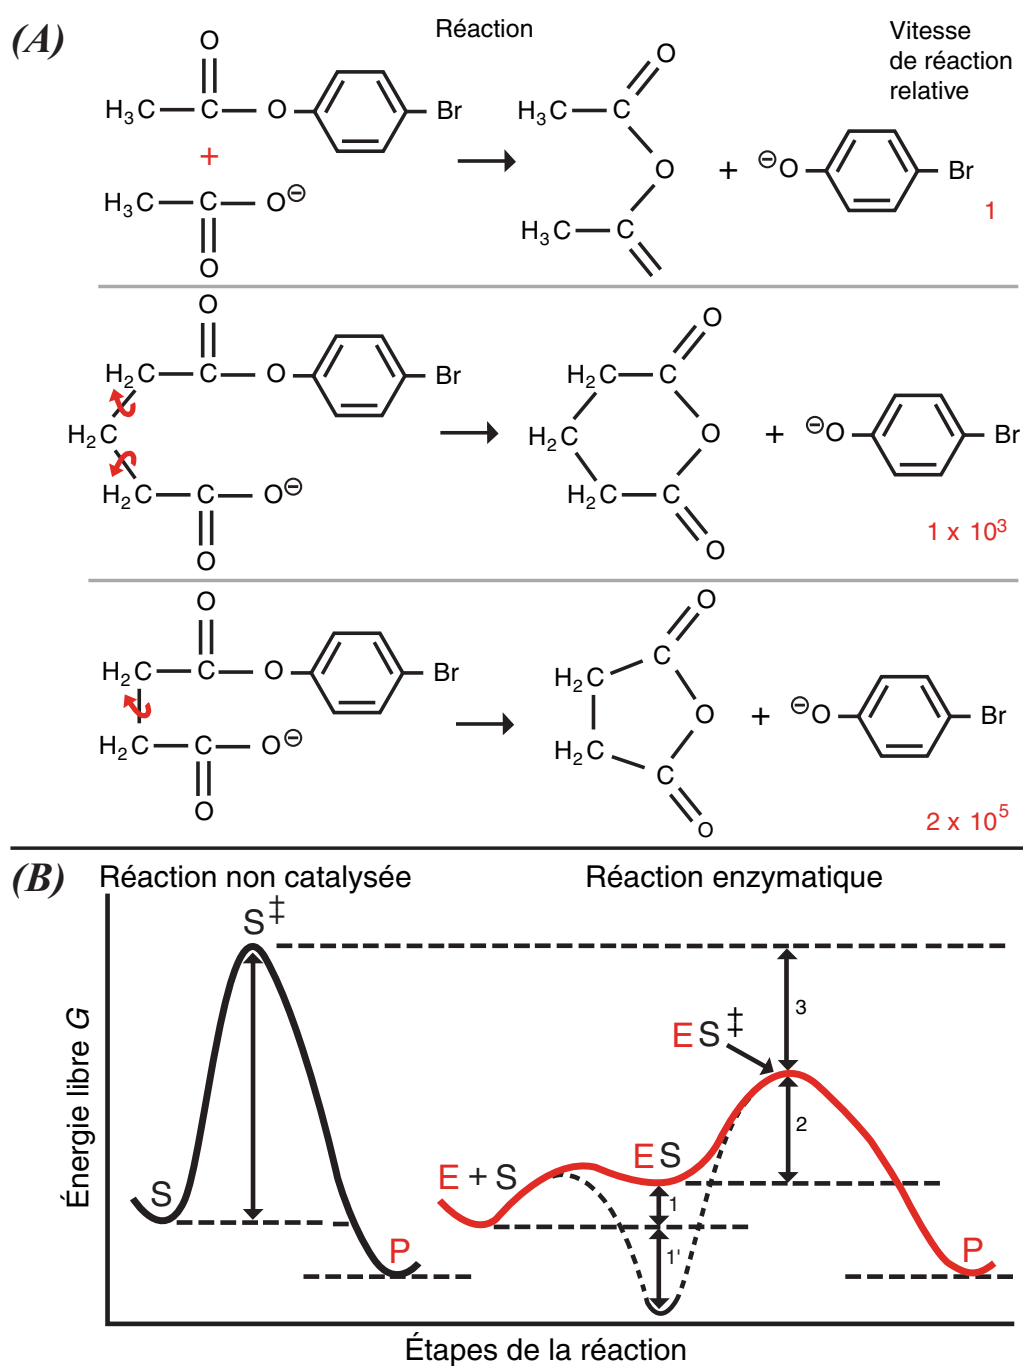 (A)
Réaction
Vitesse
de réaction
relative
O
H3C C O Br
+
H3C C O⊖
O
O
H3C C
O
H3C C
+ ⊖O Br
1
O
H2C C O Br
H2C
H2C C O⊖
O
O
H2C C
H2C O
H2C C
O
+ ⊖O Br
1 x 10³
O
H2C C O Br
H2C C O⊖
O
O
C
H2C
O
H2C
C
O
+ ⊖O Br
2 x 10⁵
(B)
Réaction non catalysée
Réaction enzymatique
Énergie libre G
S‡
S
P
E + S
ES
ES‡
1
1'
2
3
P
Étapes de la réaction